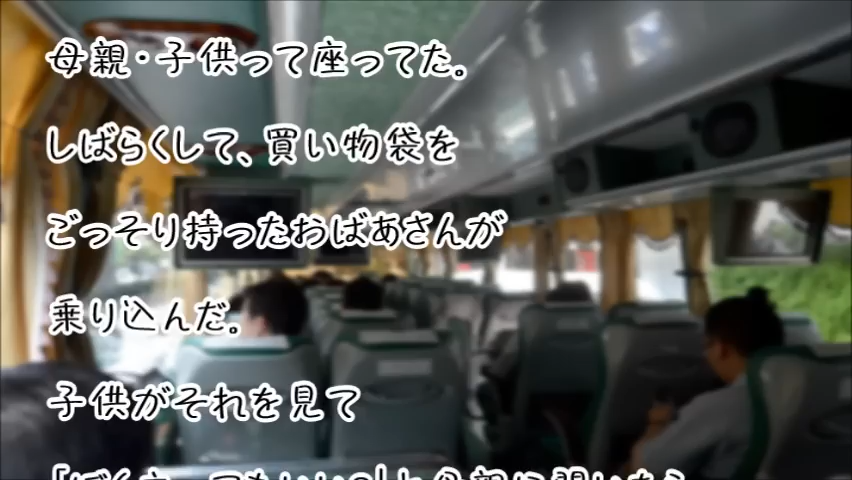 母親・子供って座ってた。
しばらくして、買い物袋を
ごっそり持ったおばあさんが
乗り込んだ。
子供がそれを見て